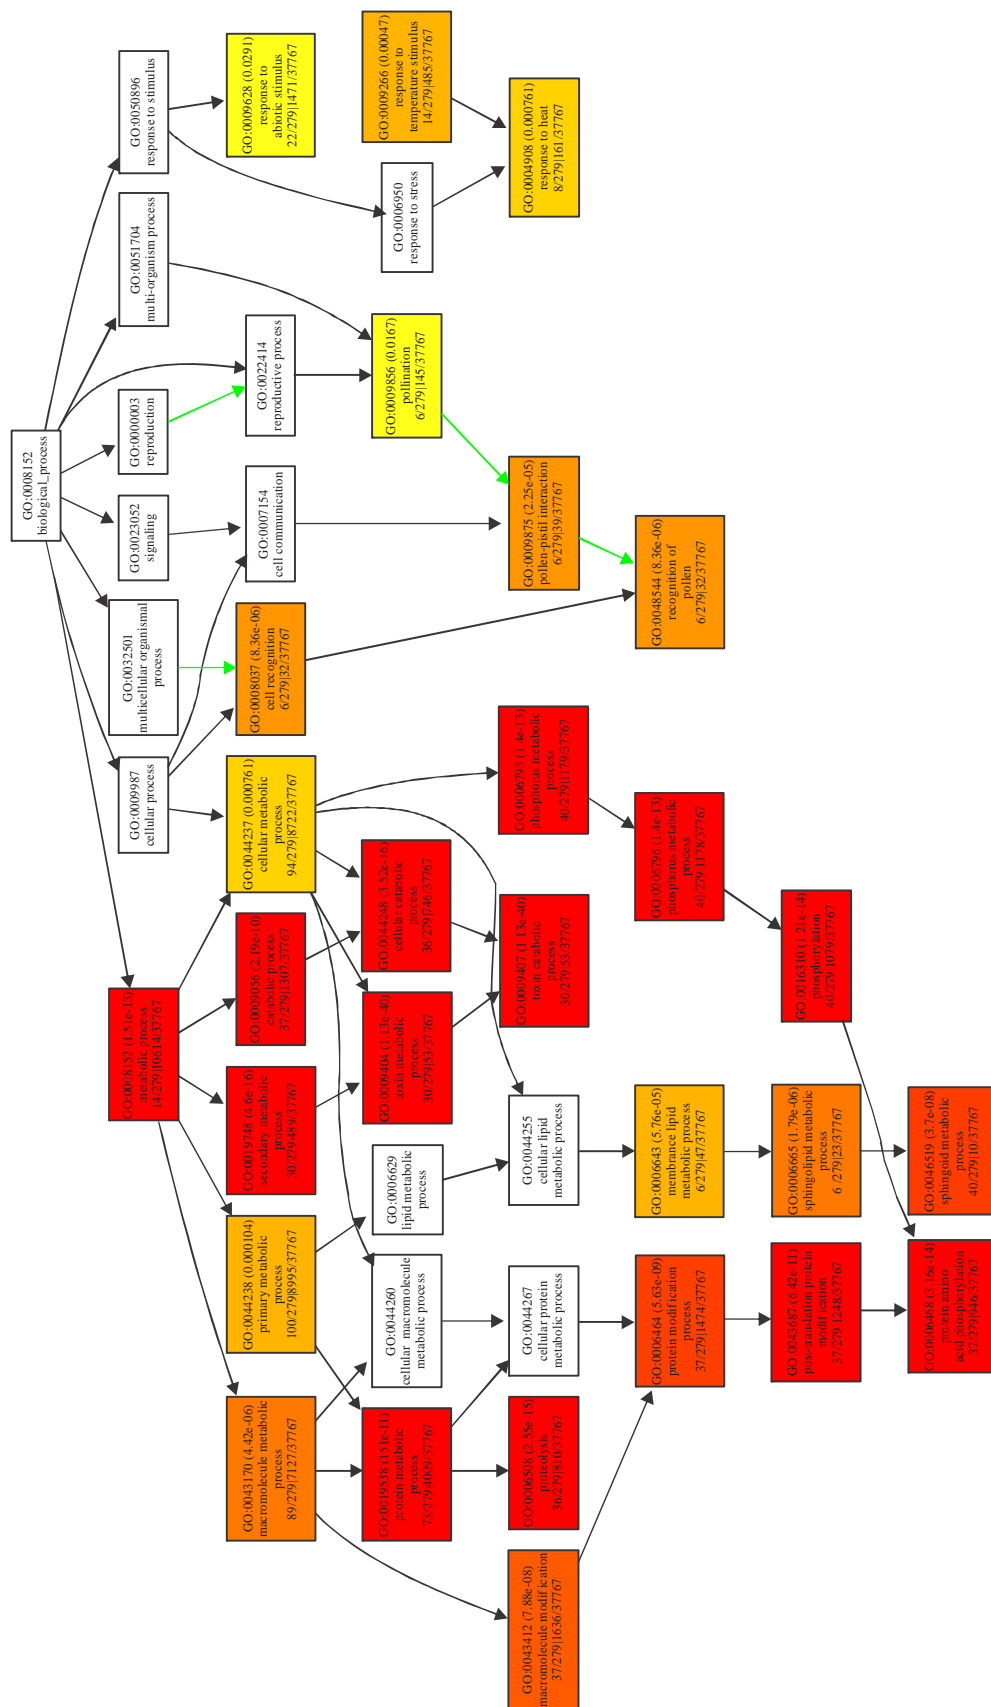 GO:0008152
biological_process
GO:0050896
response to stimulus
GO:0051704
multi-organism process
GO:0000003
reproduction
GO:0023052
signaling
GO:0032501
multicellular organismal
process
GO:0009987
cellular process
GO:0008152 (1.51e-13)
metabolic process
14/279|10614/37767
GO:0009628 (0.0291)
response to
abiotic stimulus
22/279|1471/37767
GO:0022414
reproductive process
GO:0007154
cell communication
GO:0008037 (8.36e-06)
cell recognition
6/279|32/37767
GO:0044237 (0.000761)
cellular metabolic
process
94/279|8722/37767
GO:0009056 (2.19e-10)
catabolic process
37/279|1307/37767
GO:0019748 (4.6e-16)
secondary metabolic
process
30/279|489/37767
GO:0044238 (0.000104)
primary metabolic
process
100/279|8995/37767
GO:0043170 (4.42e-06)
macromolecule metabolic
process
89/279|7127/37767
GO:0009266 (0.00047)
response to
temperature stimulus
14/279|485/37767
GO:0006950
response to stress
GO:0009856 (0.0167)
pollination
6/279|145/37767
GO:0044248 (3.52e-16)
cellular catabolic
process
36/279|746/37767
GO:0009404 (1.13e-40)
toxin metabolic
process
30/279|53/37767
GO:0006629
lipid metabolic
process
GO:0044260
cellular macromolecule
metabolic process
GO:0019538 (151e-11)
protein metabolic
process
73/279|4009/37767
GO:0004908 (0.000761)
response to heat
8/279|161/37767
GO:0009875 (2.25e-05)
pollen-pistil interaction
6/279|39/37767
GO:0006793 (1.4e-13)
phosphorus metabolic
process
40/279|1179/37767
GO:0009407 (1.13e-40)
toxin catabolic
process
30/279|53/37767
GO:0044255
cellular lipid
metabolic process
GO:0044267
cellular protein
metabolic process
GO:0006508 (2.55e-15)
proteolysis
36/279|810/37767
GO:0043412 (7.88e-08)
macromolecule modification
37/279|1636/37767
GO:0048544 (8.36e-06)
recognition of
pollen
6/279|32/37767
GO:0006796 (1.4e-13)
phosphorus metabolic
process
40/279|1178/37767
GO:0006643 (5.76e-05)
membrance lipid
metabolic process
6/279|47/37767
GO:0006464 (5.63e-09)
protein modification
process
37/279|1474/37767
GO:0016310 (1.21e-14)
phosphorylation
40/279|1079/37767
GO:0006665 (1.79e-06)
sphingolipid metabolic
process
6 /279|23/37767
GO:0043687 (6.42e-11)
post-translation protein
modification
37/279|1248/37767
GO:0046519 (3.7e-08)
sphingoid metabolic
process
40/279|10/37767
GO:0006468 (3.16e-14)
protein amino
acid phosphorylation
37/279|946/37767